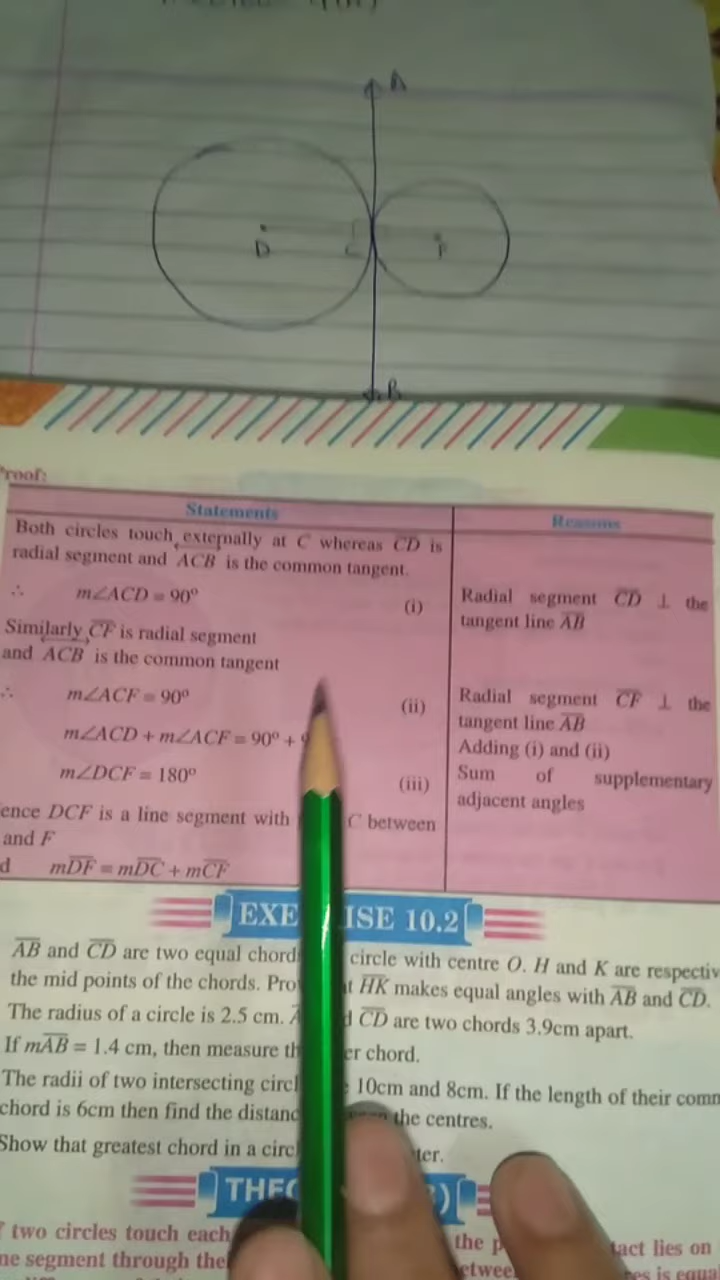 A
D
C
F
B
Proof:
Statements
Reasons
Both circles touch externally at C whereas CD is
radial segment and ACB is the common tangent.
∴ m∠ACD = 90° (i)
Radial segment CD ⊥ the
tangent line AB
Similarly CF is radial segment
and ACB is the common tangent
∴ m∠ACF = 90° (ii)
Radial segment CF ⊥ the
tangent line AB
m∠ACD + m∠ACF = 90° + 9
Adding (i) and (ii)
m∠DCF = 180° (iii)
Sum of supplementary
adjacent angles
ence DCF is a line segment with C between
and F
d mDF = mDC + mCF
EXE ISE 10.2
AB and CD are two equal chord circle with centre O. H and K are respectiv
the mid points of the chords. Pro t HK makes equal angles with AB and CD.
The radius of a circle is 2.5 cm. A d CD are two chords 3.9cm apart.
If mAB = 1.4 cm, then measure th er chord.
The radii of two intersecting circl 10cm and 8cm. If the length of their comm
chord is 6cm then find the distanc the centres.
Show that greatest chord in a circ ter.
THEO )
f two circles touch each the p tact lies on
ne segment through the etwee es is equa